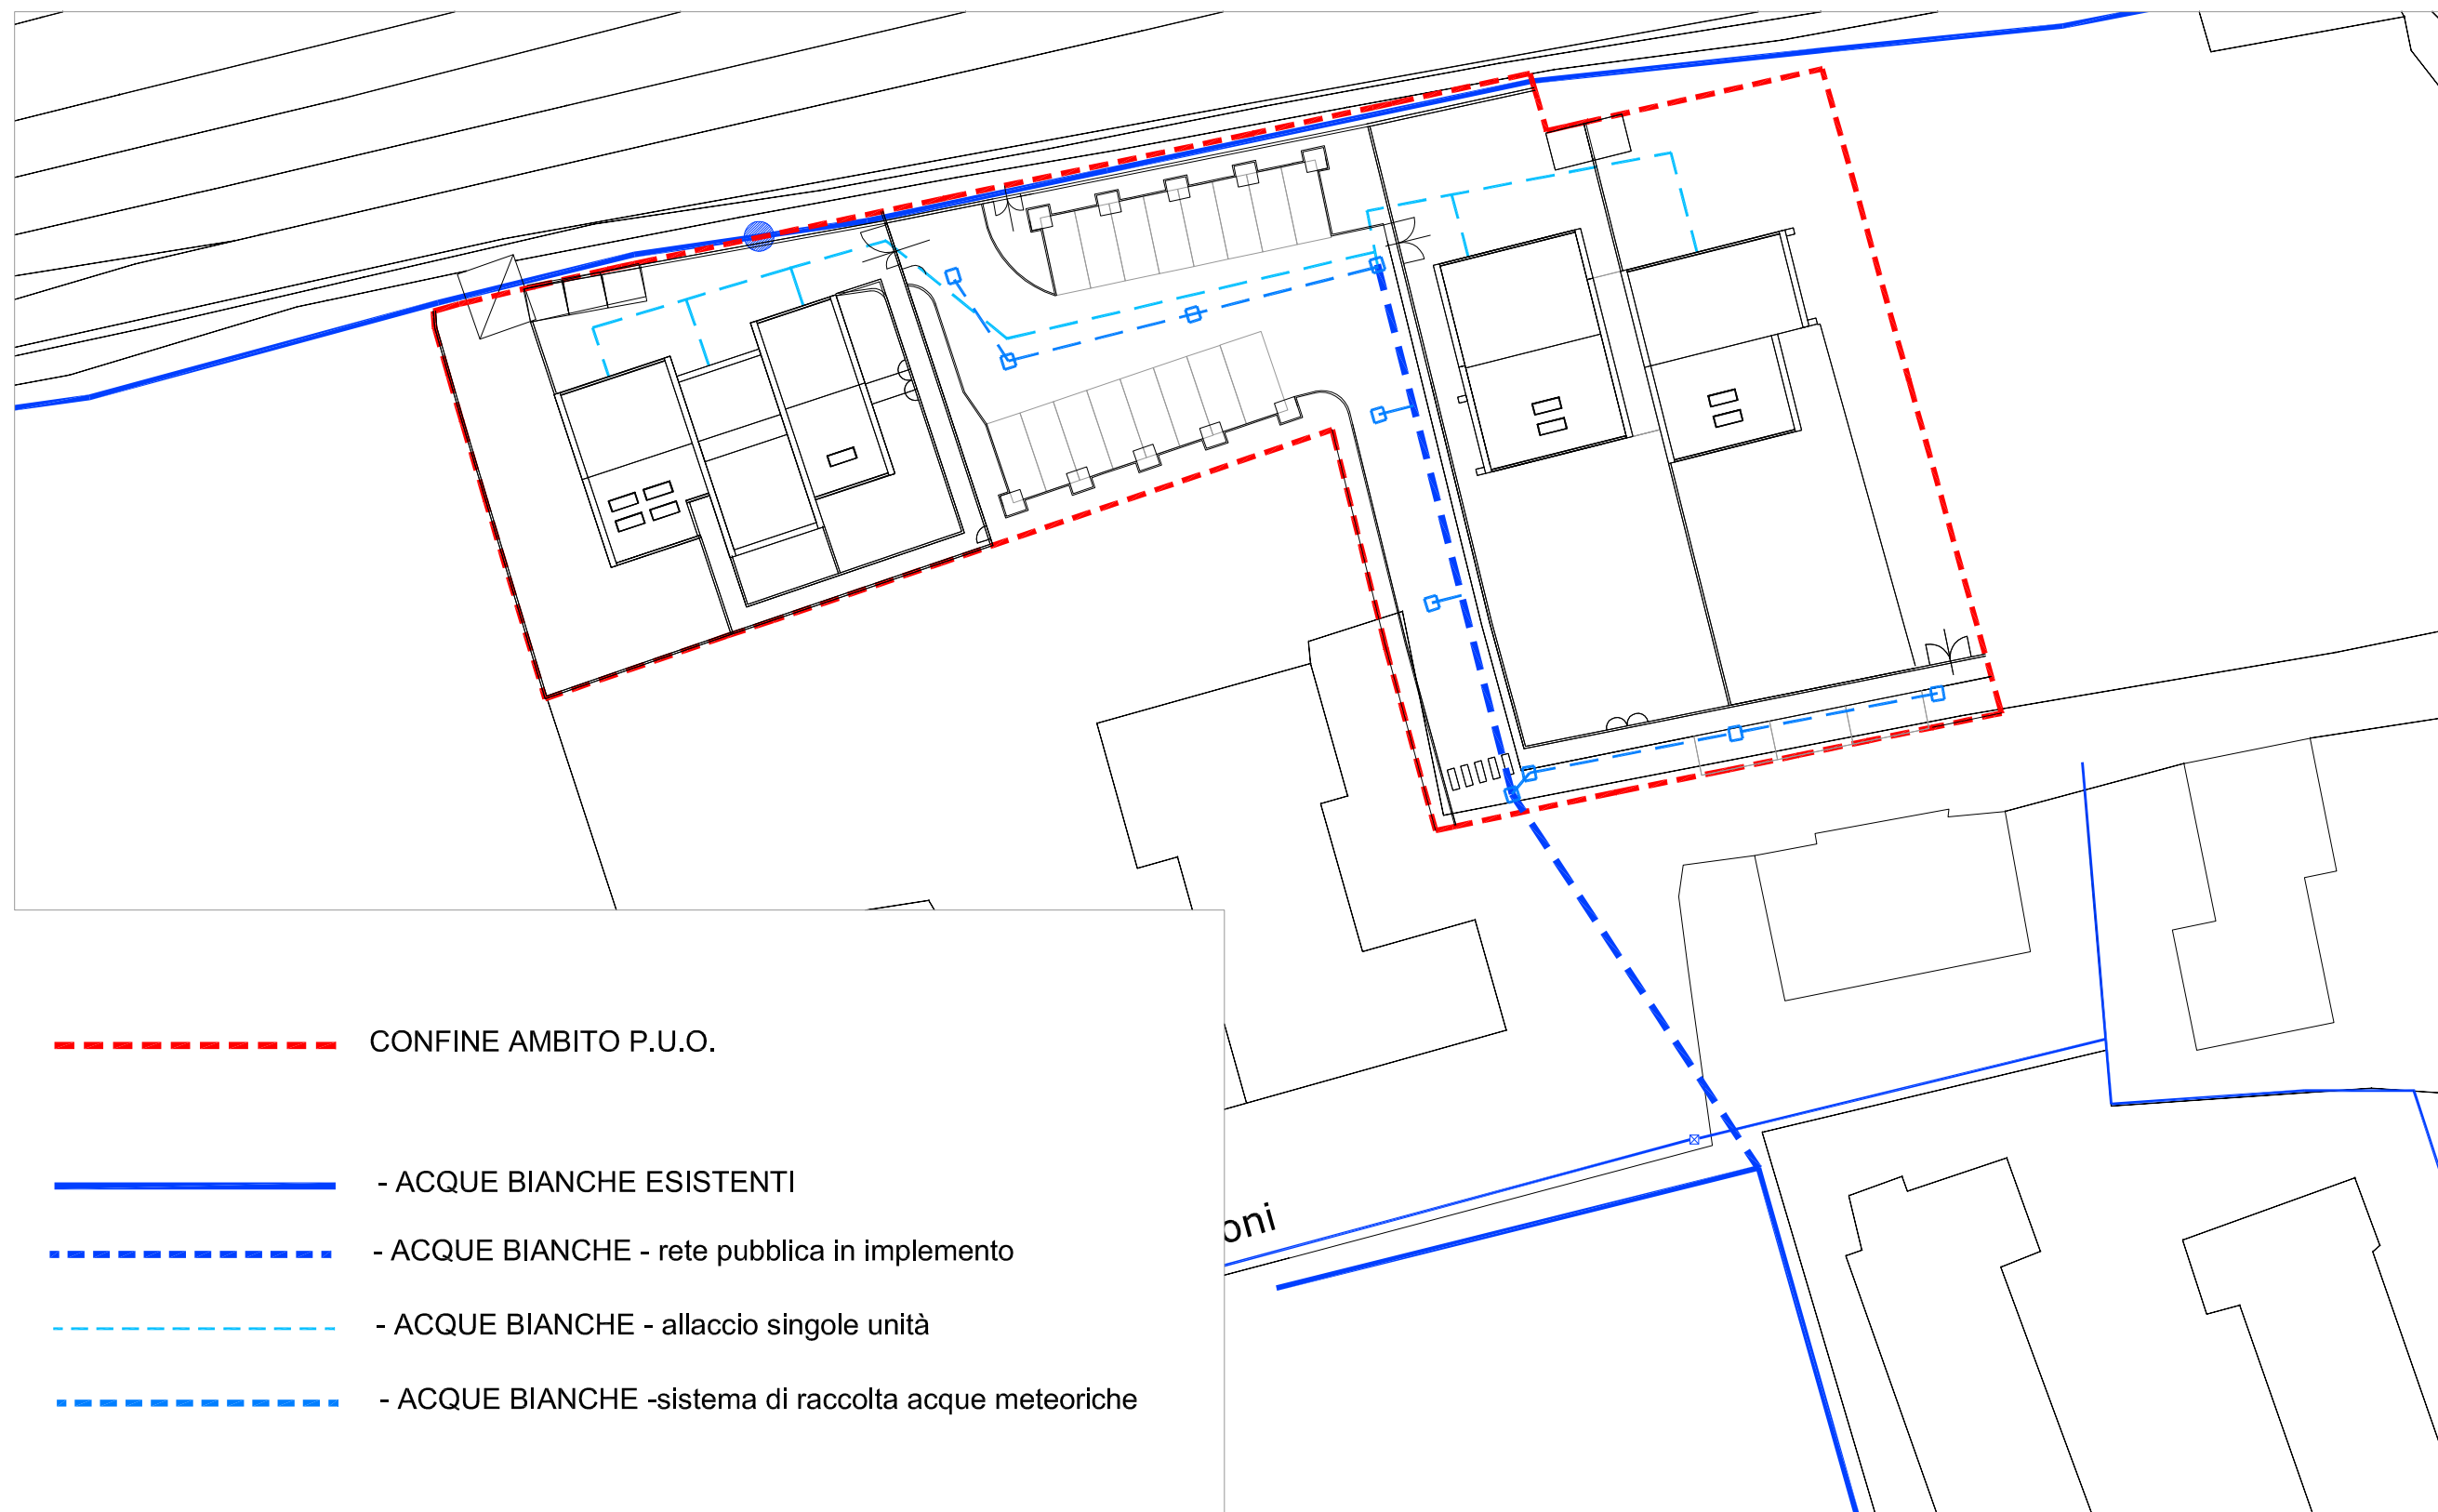 CONFINE AMBITO P.U.O.
- ACQUE BIANCHE ESISTENTI
oni
- ACQUE BIANCHE - rete pubblica in implemento
- ACQUE BIANCHE - allaccio singole unità
- ACQUE BIANCHE -sistema di raccolta acque meteoriche